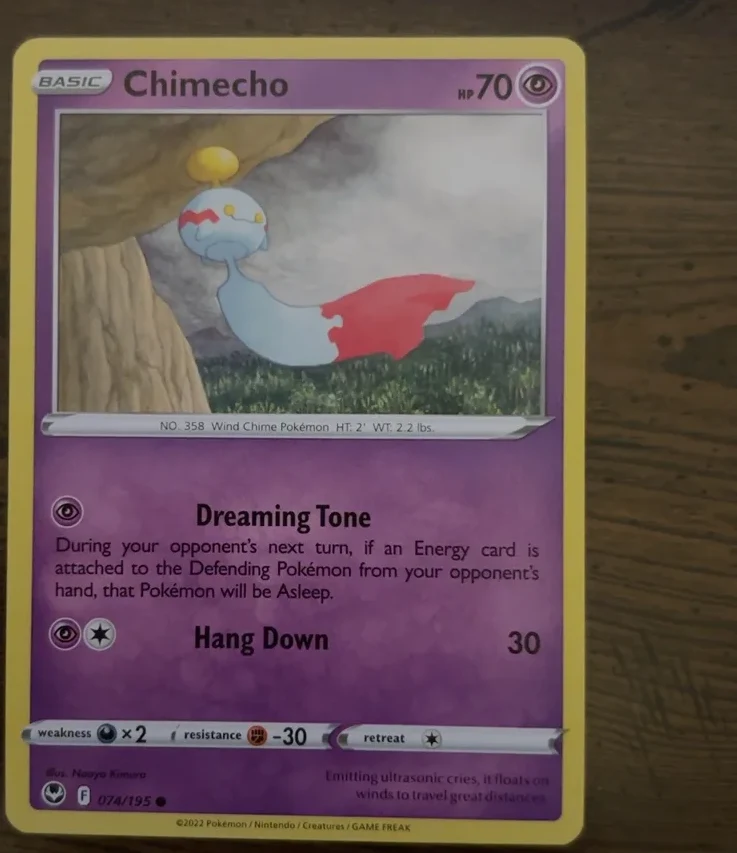 BASIC Chimecho HP 70
NO. 358 Wind Chime Pokémon HT: 2' WT: 2.2 lbs.
Dreaming Tone
During your opponent's next turn, if an Energy card is
attached to the Defending Pokémon from your opponent's
hand, that Pokémon will be Asleep.
Hang Down 30
weakness ×2 resistance -30 retreat
Illus. Naoyo Kimura
Emitting ultrasonic cries, it floats on
winds to travel great distances.
F 074/195
©2022 Pokémon / Nintendo / Creatures / GAME FREAK